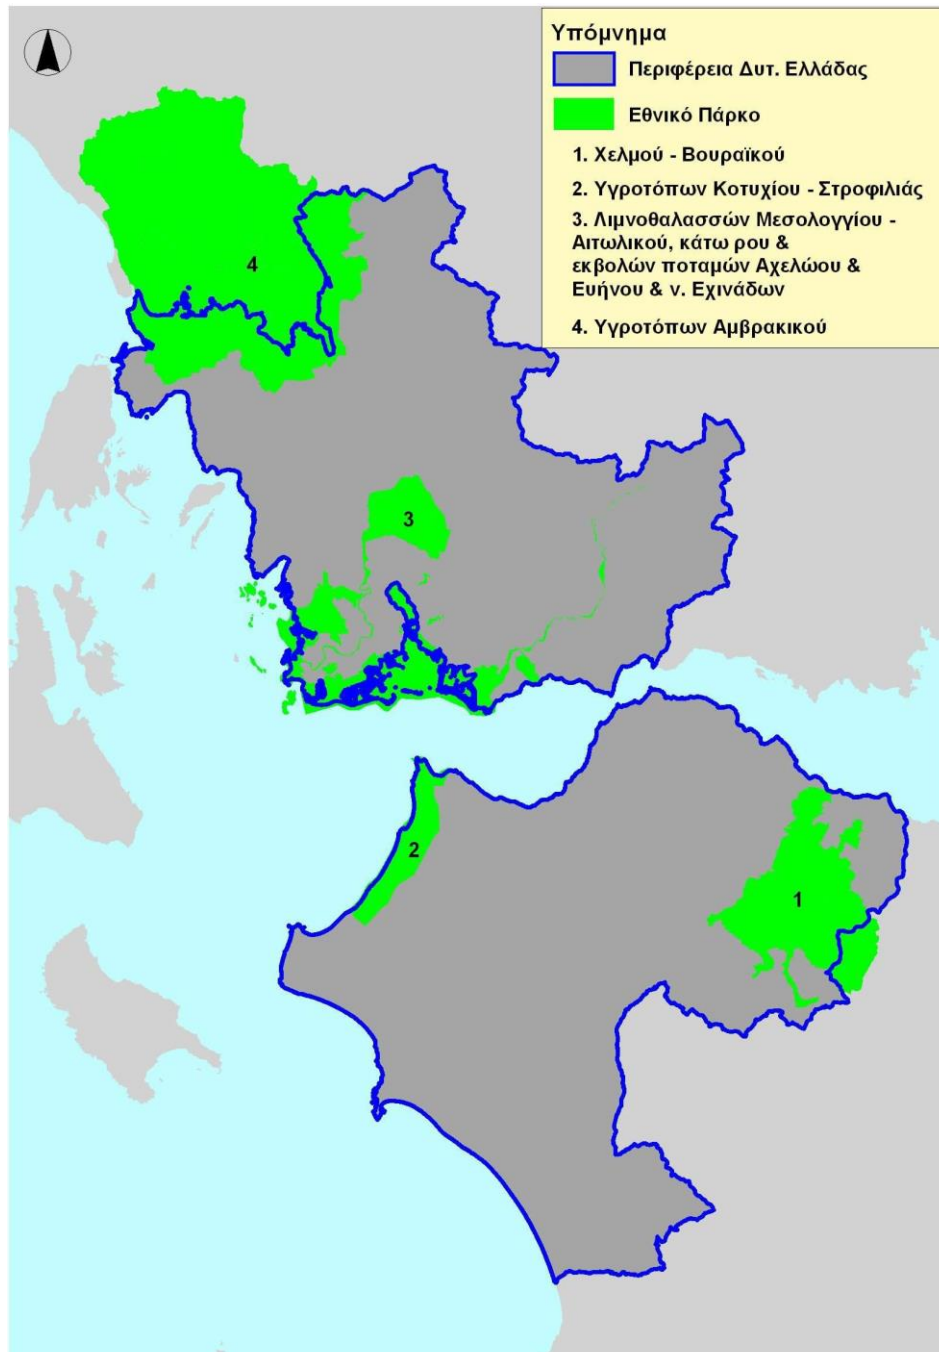 Υπόμνημα
Περιφέρεια Δυτ. Ελλάδας
Εθνικό Πάρκο
1. Χελμού - Βουραϊκού
2. Υγροτόπων Κοτυχίου - Στροφιλιάς
3. Λιμνοθαλασσών Μεσολογγίου -
Αιτωλικού, κάτω ρου &
εκβολών ποταμών Αχελώου &
Ευήνου & ν. Εχινάδων
4. Υγροτόπων Αμβρακικού
4
3
2
1